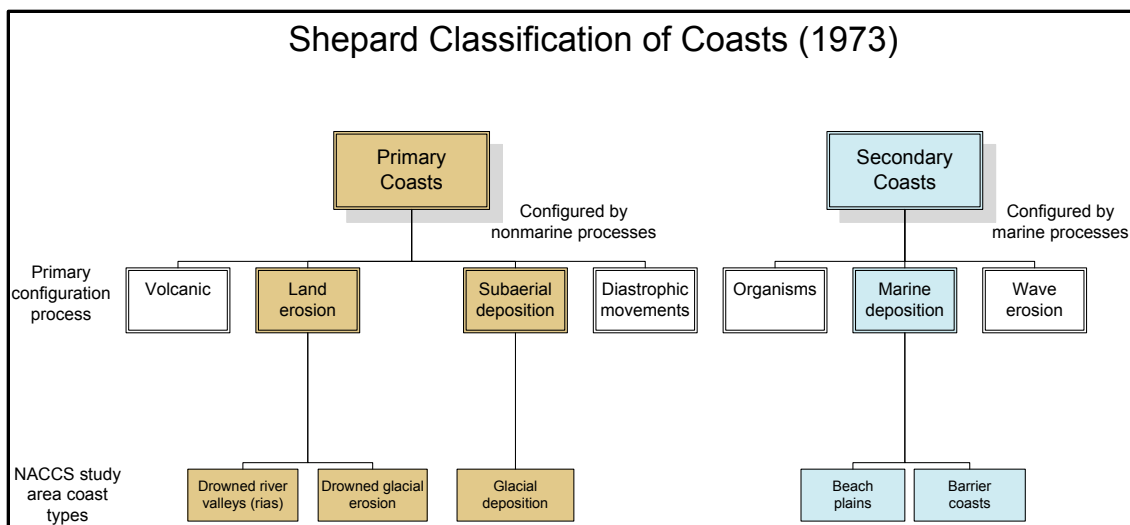 Shepard Classification of Coasts (1973)
Primary
Coasts
Secondary
Coasts
Configured by
nonmarine processes
Configured by
marine processes
Primary
configuration
process
Volcanic
Land
erosion
Subaerial
deposition
Diastrophic
movements
Organisms
Marine
deposition
Wave
erosion
NACCS study
area coast
types
Drowned river
valleys (rias)
Drowned glacial
erosion
Glacial
deposition
Beach
plains
Barrier
coasts